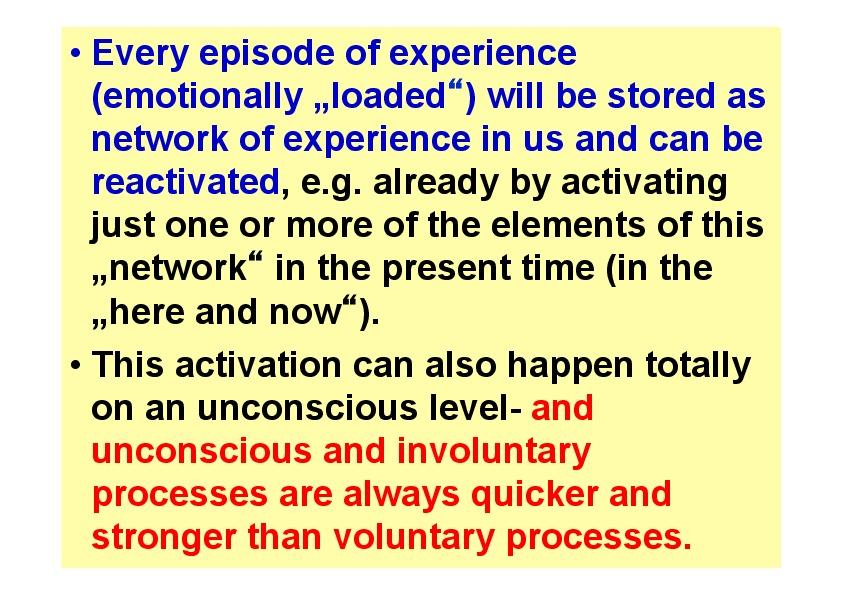 • Every episode of experience
(emotionally „loaded“) will be stored as
network of experience in us and can be
reactivated, e.g. already by activating
just one or more of the elements of this
„network“ in the present time (in the
„here and now“).
• This activation can also happen totally
on an unconscious level- and
unconscious and involuntary
processes are always quicker and
stronger than voluntary processes.